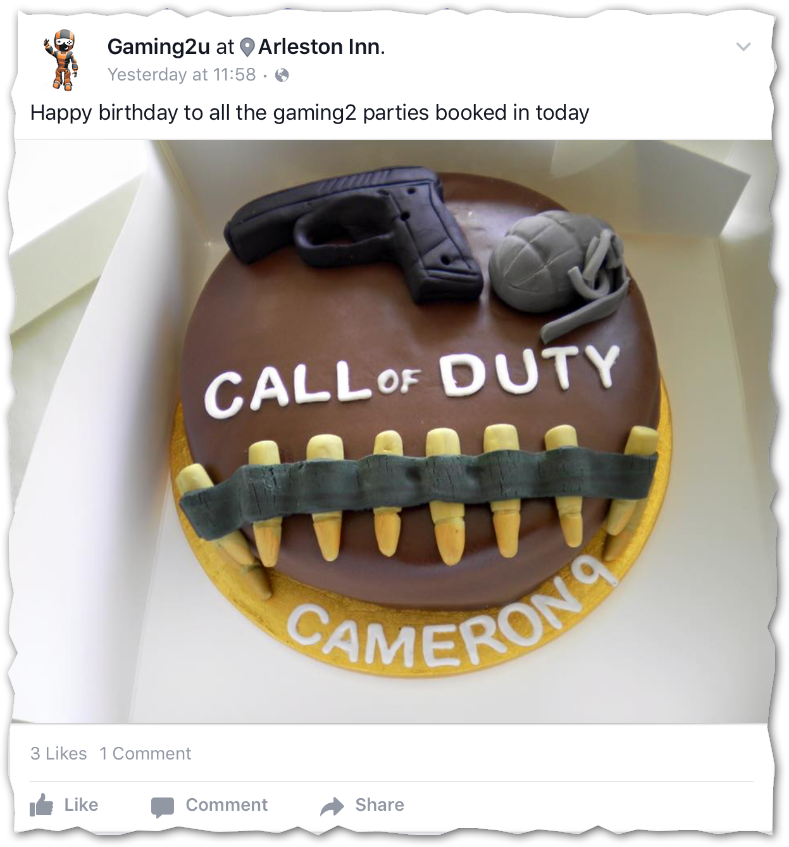 Gaming2u at Arleston Inn.
Yesterday at 11:58 ·
Happy birthday to all the gaming2 parties booked in today
CALL OF DUTY
CAMERON 9
3 Likes 1 Comment
Like Comment Share